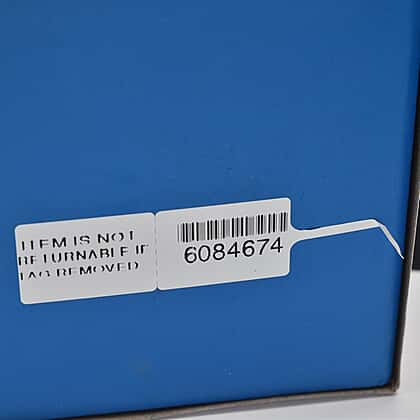 ITEM IS NOT
RETURNABLE IF
TAG REMOVED
6084674